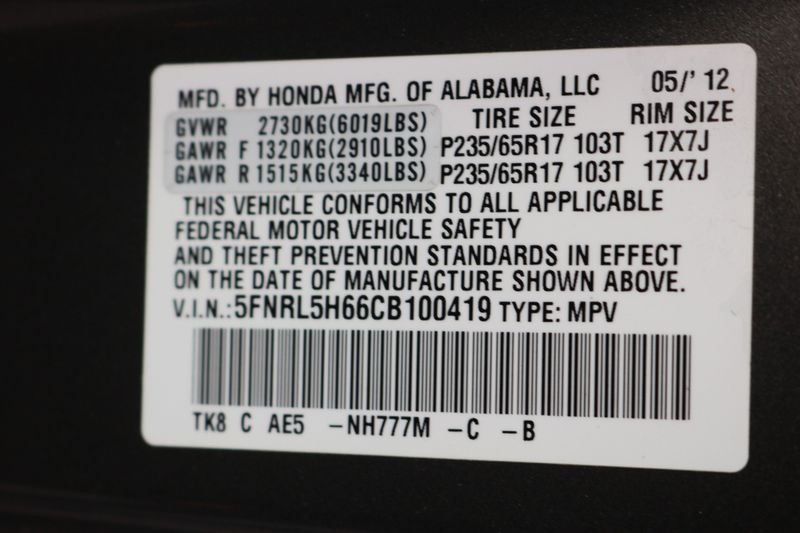 MFD. BY HONDA MFG. OF ALABAMA, LLC 05/' 12
GVWR 2730KG(6019LBS) TIRE SIZE RIM SIZE
GAWR F 1320KG(2910LBS) P235/65R17 103T 17X7J
GAWR R 1515KG(3340LBS) P235/65R17 103T 17X7J
THIS VEHICLE CONFORMS TO ALL APPLICABLE
FEDERAL MOTOR VEHICLE SAFETY
AND THEFT PREVENTION STANDARDS IN EFFECT
ON THE DATE OF MANUFACTURE SHOWN ABOVE.
V.I.N.:5FNRL5H66CB100419 TYPE: MPV
TK8 C AE5 -NH777M -C -B